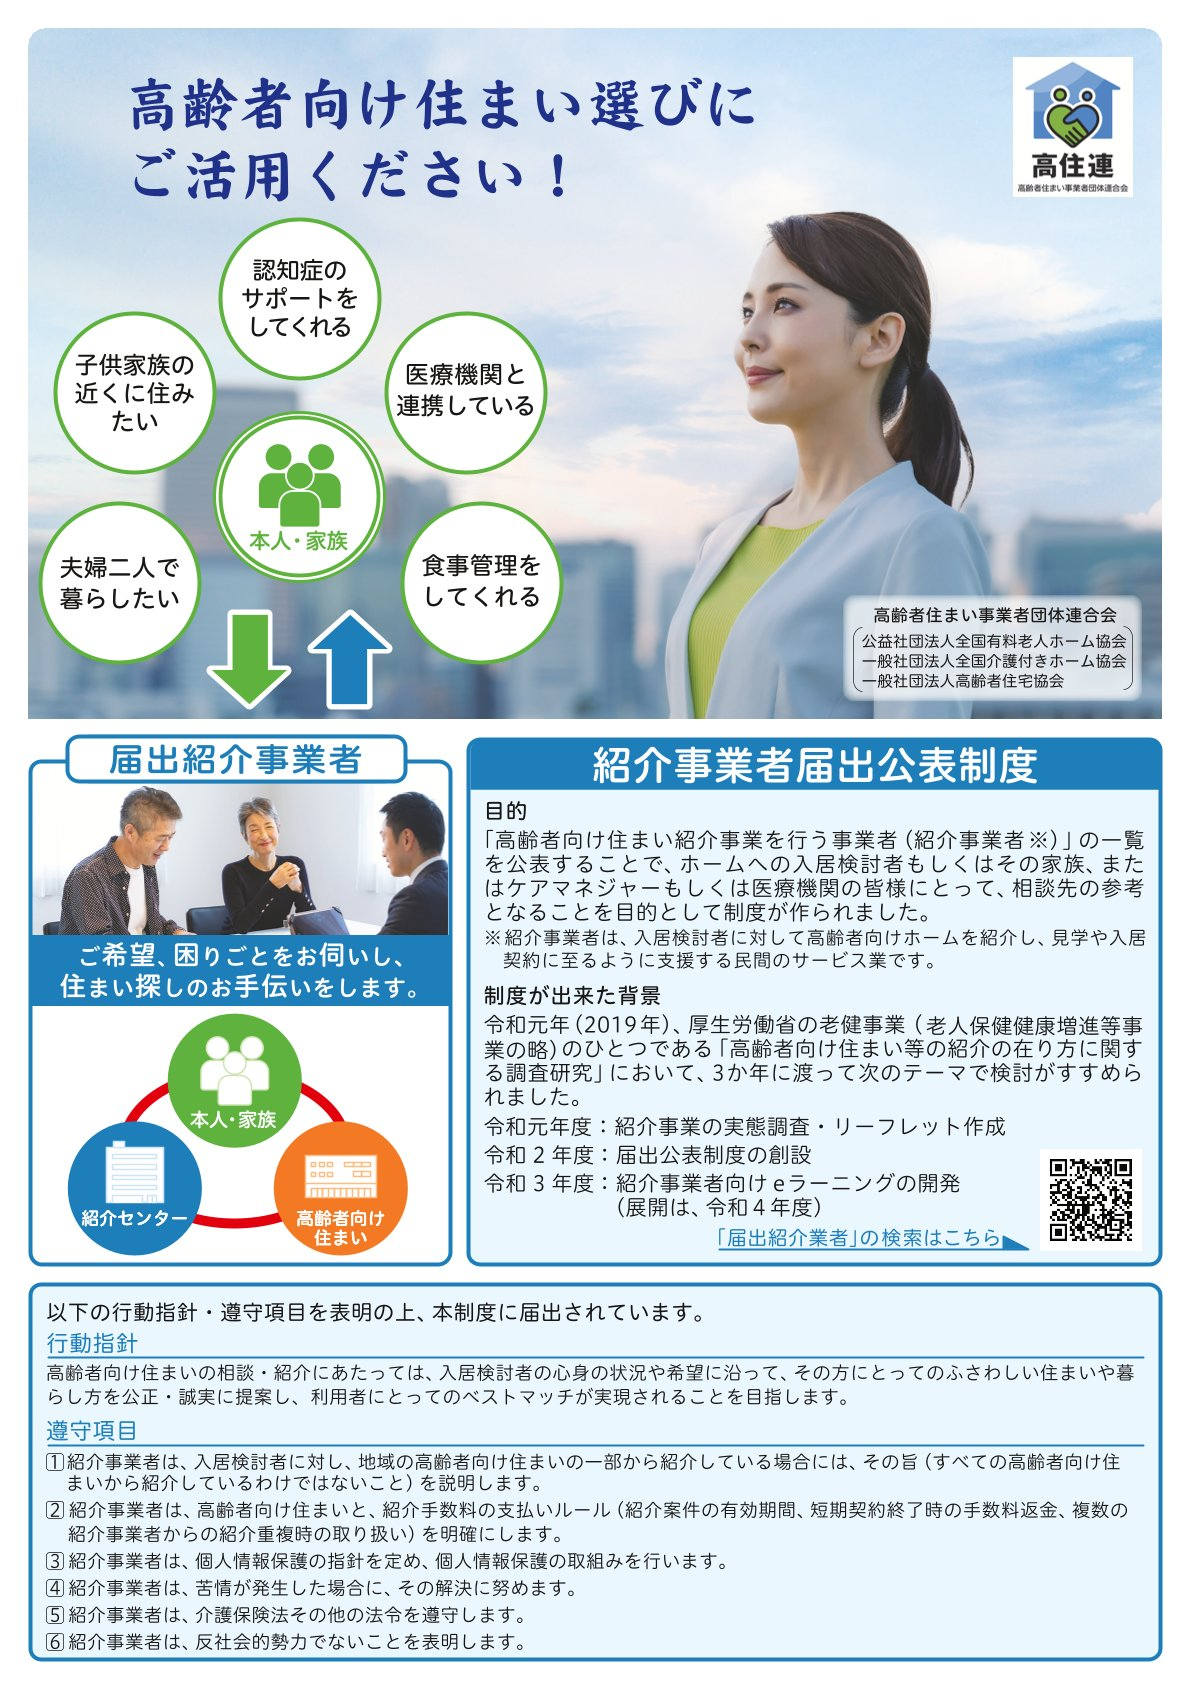 高齢者向け住まい選びに
ご活用ください！
高住連
高齢者住まい事業者団体連合会
認知症の
サポートを
してくれる
子供家族の
近くに住み
たい
医療機関と
連携している
本人・家族
夫婦二人で
暮らしたい
食事管理を
してくれる
高齢者住まい事業者団体連合会
公益社団法人全国有料老人ホーム協会
一般社団法人全国介護付きホーム協会
一般社団法人高齢者住宅協会
届出紹介事業者
ご希望、困りごとをお伺いし、
住まい探しのお手伝いをします。
本人・家族
紹介センター
高齢者向け
住まい
紹介事業者届出公表制度
目的
「高齢者向け住まい紹介事業を行う事業者（紹介事業者※）」の一覧
を公表することで、ホームへの入居検討者もしくはその家族、また
はケアマネジャーもしくは医療機関の皆様にとって、相談先の参考
となることを目的として制度が作られました。
※紹介事業者は、入居検討者に対して高齢者向けホームを紹介し、見学や入居
契約に至るように支援する民間のサービス業です。
制度が出来た背景
令和元年（2019年）、厚生労働省の老健事業（老人保健健康増進等事
業の略）のひとつである「高齢者向け住まい等の紹介の在り方に関す
る調査研究」において、3か年に渡って次のテーマで検討がすすめら
れました。
令和元年度：紹介事業の実態調査・リーフレット作成
令和２年度：届出公表制度の創設
令和３年度：紹介事業者向けeラーニングの開発
（展開は、令和４年度）
「届出紹介業者」の検索はこちら
以下の行動指針・遵守項目を表明の上、本制度に届出されています。
行動指針
高齢者向け住まいの相談・紹介にあたっては、入居検討者の心身の状況や希望に沿って、その方にとってのふさわしい住まいや暮
らし方を公正・誠実に提案し、利用者にとってのベストマッチが実現されることを目指します。
遵守項目
1 紹介事業者は、入居検討者に対し、地域の高齢者向け住まいの一部から紹介している場合には、その旨（すべての高齢者向け住
まいから紹介しているわけではないこと）を説明します。
2 紹介事業者は、高齢者向け住まいと、紹介手数料の支払いルール（紹介案件の有効期間、短期契約終了時の手数料返金、複数の
紹介事業者からの紹介重複時の取り扱い）を明確にします。
3 紹介事業者は、個人情報保護の指針を定め、個人情報保護の取組みを行います。
4 紹介事業者は、苦情が発生した場合に、その解決に努めます。
5 紹介事業者は、介護保険法その他の法令を遵守します。
6 紹介事業者は、反社会的勢力でないことを表明します。